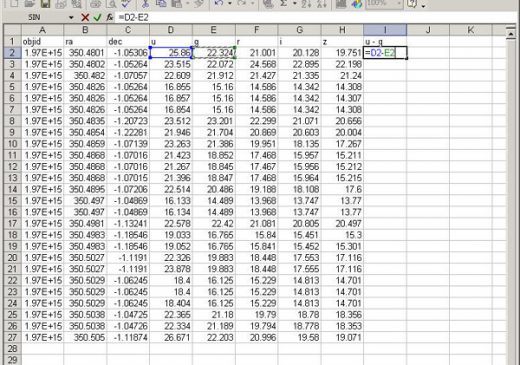 SIN =D2-E2
A B C D E F G H I J
1 objid ra dec u g r i z u - g
2 1.97E+15 350.4801 -1.05306 25.86 22.324 21.001 20.128 19.751 =D2-E2
3 1.97E+15 350.4802 -1.05264 23.515 22.072 24.568 22.895 22.198
4 1.97E+15 350.482 -1.07057 22.609 21.912 21.427 21.335 21.24
5 1.97E+15 350.4826 -1.05264 16.855 15.16 14.586 14.342 14.308
6 1.97E+15 350.4826 -1.05264 16.857 15.16 14.586 14.342 14.307
7 1.97E+15 350.4826 -1.05264 16.854 15.16 14.586 14.342 14.308
8 1.97E+15 350.4835 -1.20723 23.512 23.201 22.299 21.071 20.656
9 1.97E+15 350.4854 -1.22281 21.946 21.704 20.869 20.603 20.004
10 1.97E+15 350.4859 -1.07139 23.263 21.386 19.951 18.135 17.267
11 1.97E+15 350.4868 -1.07016 21.423 18.852 17.468 15.957 15.211
12 1.97E+15 350.4868 -1.07016 21.267 18.845 17.467 15.956 15.212
13 1.97E+15 350.4868 -1.07015 21.396 18.847 17.468 15.964 15.215
14 1.97E+15 350.4895 -1.07206 22.514 20.486 19.188 18.108 17.6
15 1.97E+15 350.497 -1.04869 16.133 14.489 13.968 13.747 13.77
16 1.97E+15 350.497 -1.04869 16.134 14.489 13.968 13.747 13.77
17 1.97E+15 350.4981 -1.13241 22.578 22.42 21.081 20.805 20.497
18 1.97E+15 350.4983 -1.18546 19.033 16.765 15.84 15.451 15.3
19 1.97E+15 350.4983 -1.18546 19.052 16.765 15.841 15.452 15.301
20 1.97E+15 350.5027 -1.1191 22.326 19.883 18.448 17.553 17.116
21 1.97E+15 350.5027 -1.1191 23.878 19.883 18.448 17.555 17.116
22 1.97E+15 350.5029 -1.06245 18.4 16.125 15.229 14.813 14.701
23 1.97E+15 350.5029 -1.06245 18.4 16.125 15.229 14.813 14.701
24 1.97E+15 350.5029 -1.06245 18.404 16.125 15.229 14.813 14.701
25 1.97E+15 350.5038 -1.04725 22.365 21.18 19.79 18.78 18.356
26 1.97E+15 350.5038 -1.04726 22.334 21.189 19.794 18.778 18.353
27 1.97E+15 350.505 -1.11874 26.671 22.203 20.996 19.58 19.071
28
29